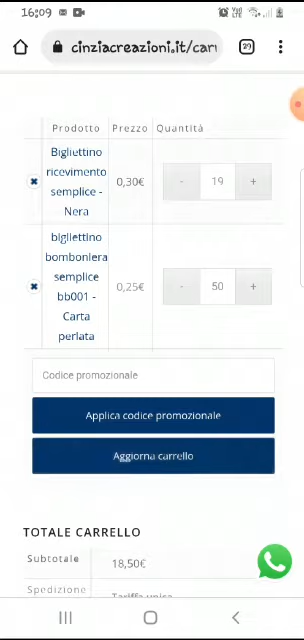 16:09
cinziacreazioni.it/carr
29
Prodotto Prezzo Quantità
Bigliettino
ricevimento
semplice -
Nera
0,30€
- 19 +
bigliettino
bomboniera
semplice
bb001 -
Carta
perlata
0,25€
- 50 +
Codice promozionale
Applica codice promozionale
Aggiorna carrello
TOTALE CARRELLO
Subtotale 18,50€
Spedizione Tariffa unica